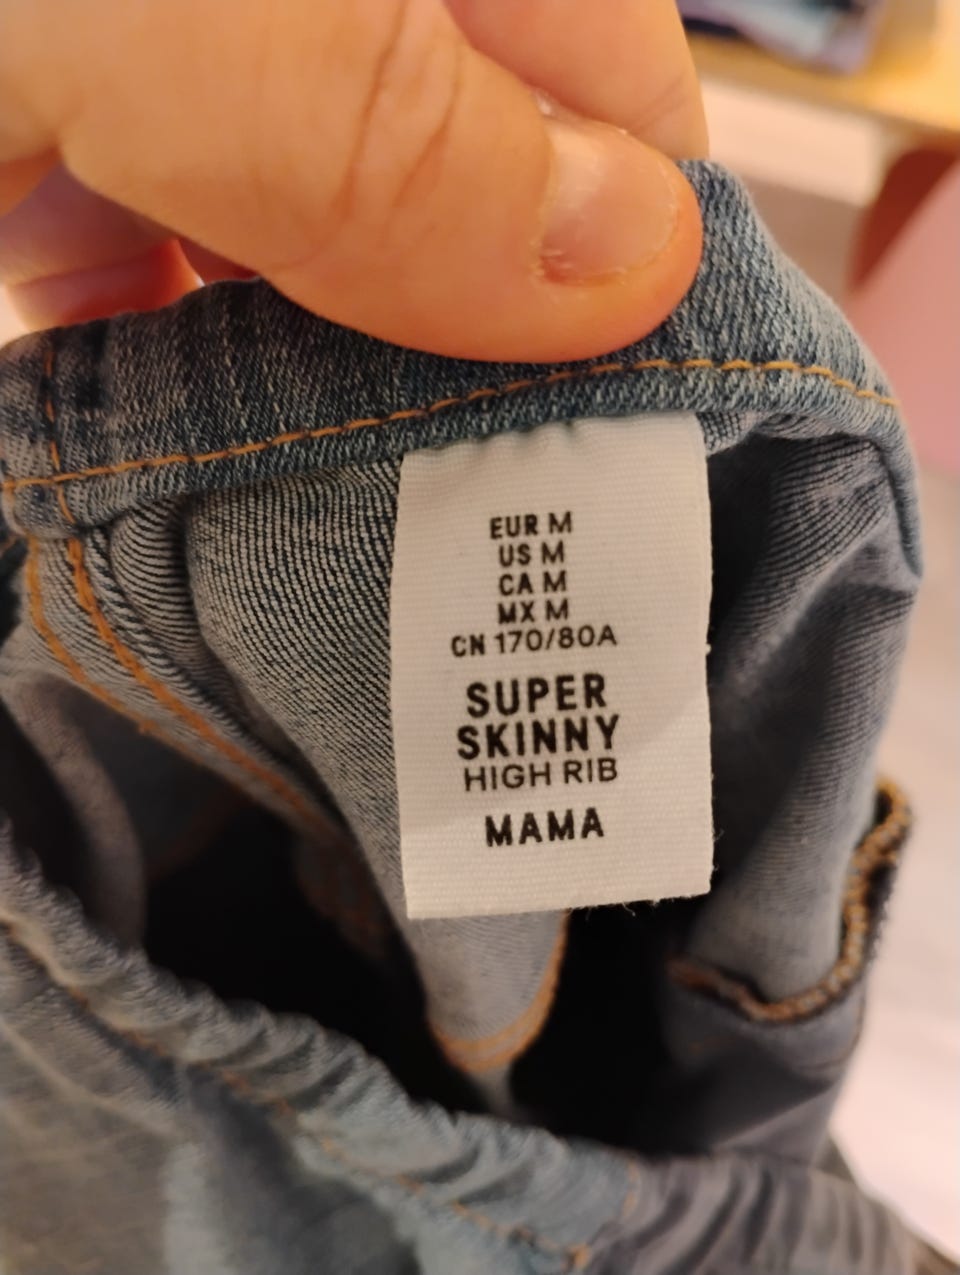 EUR M
US M
CA M
MX M
CN 170/80A
SUPER
SKINNY
HIGH RIB
MAMA